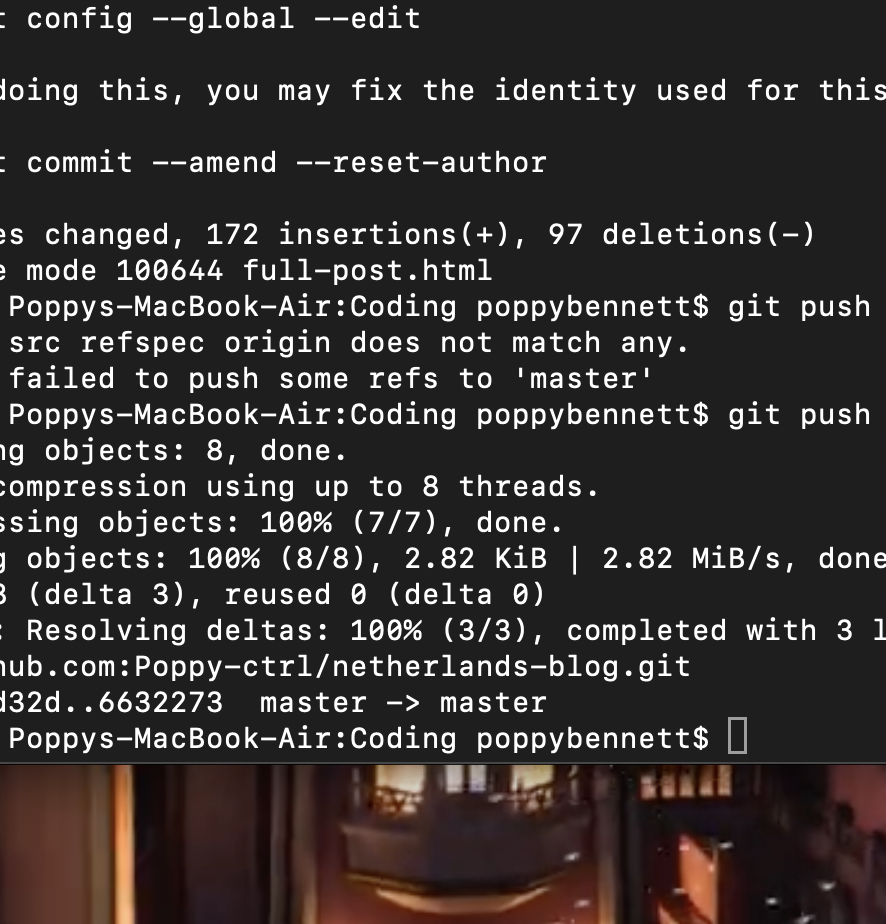 t config --global --edit
doing this, you may fix the identity used for this
t commit --amend --reset-author
es changed, 172 insertions(+), 97 deletions(-)
e mode 100644 full-post.html
Poppys-MacBook-Air:Coding poppybennett$ git push
src refspec origin does not match any.
failed to push some refs to 'master'
Poppys-MacBook-Air:Coding poppybennett$ git push
ng objects: 8, done.
compression using up to 8 threads.
ssing objects: 100% (7/7), done.
g objects: 100% (8/8), 2.82 KiB | 2.82 MiB/s, done
3 (delta 3), reused 0 (delta 0)
: Resolving deltas: 100% (3/3), completed with 3 l
hub.com:Poppy-ctrl/netherlands-blog.git
d32d..6632273  master -> master
Poppys-MacBook-Air:Coding poppybennett$